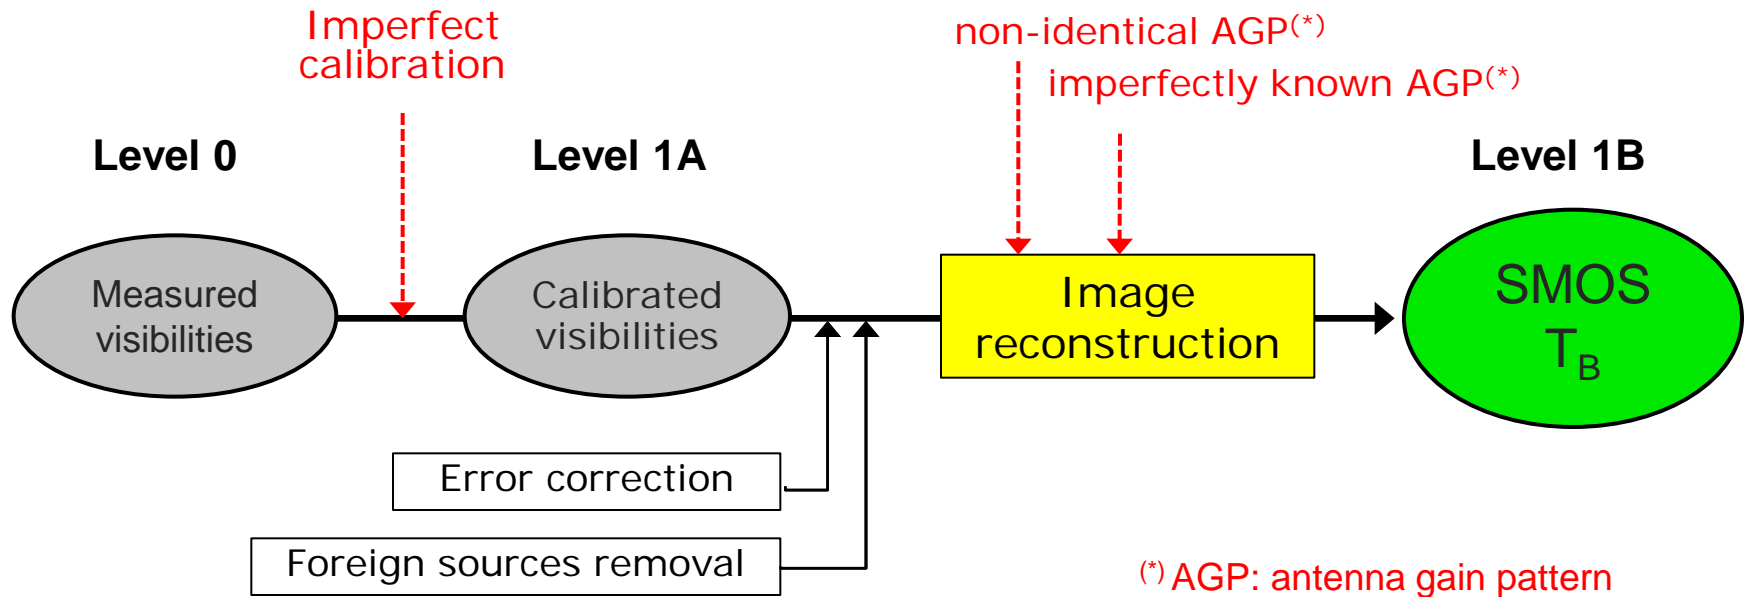 Imperfect
calibration
non-identical AGP(*)
imperfectly known AGP(*)
Level 0
Level 1A
Level 1B
Measured
visibilities
Calibrated
visibilities
Image
reconstruction
SMOS
TB
Error correction
Foreign sources removal
(*) AGP: antenna gain pattern